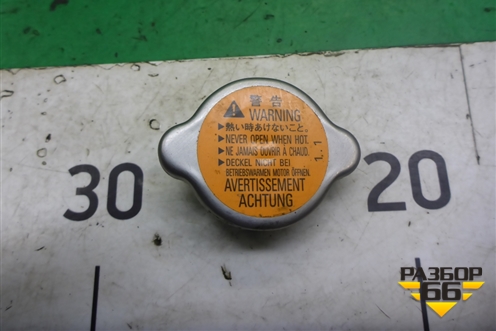 警告
WARNING
▶熱い時あけないこと。
▶NEVER OPEN WHEN HOT.
▶NE JAMAIS OUVRIR À CHAUD.
▶DECKEL NICHT BEI
BETRIEBSWARMEN MOTOR ÖFFNEN.
AVERTISSEMENT
ACHTUNG
1.1
30
20
РАЗБОР
66